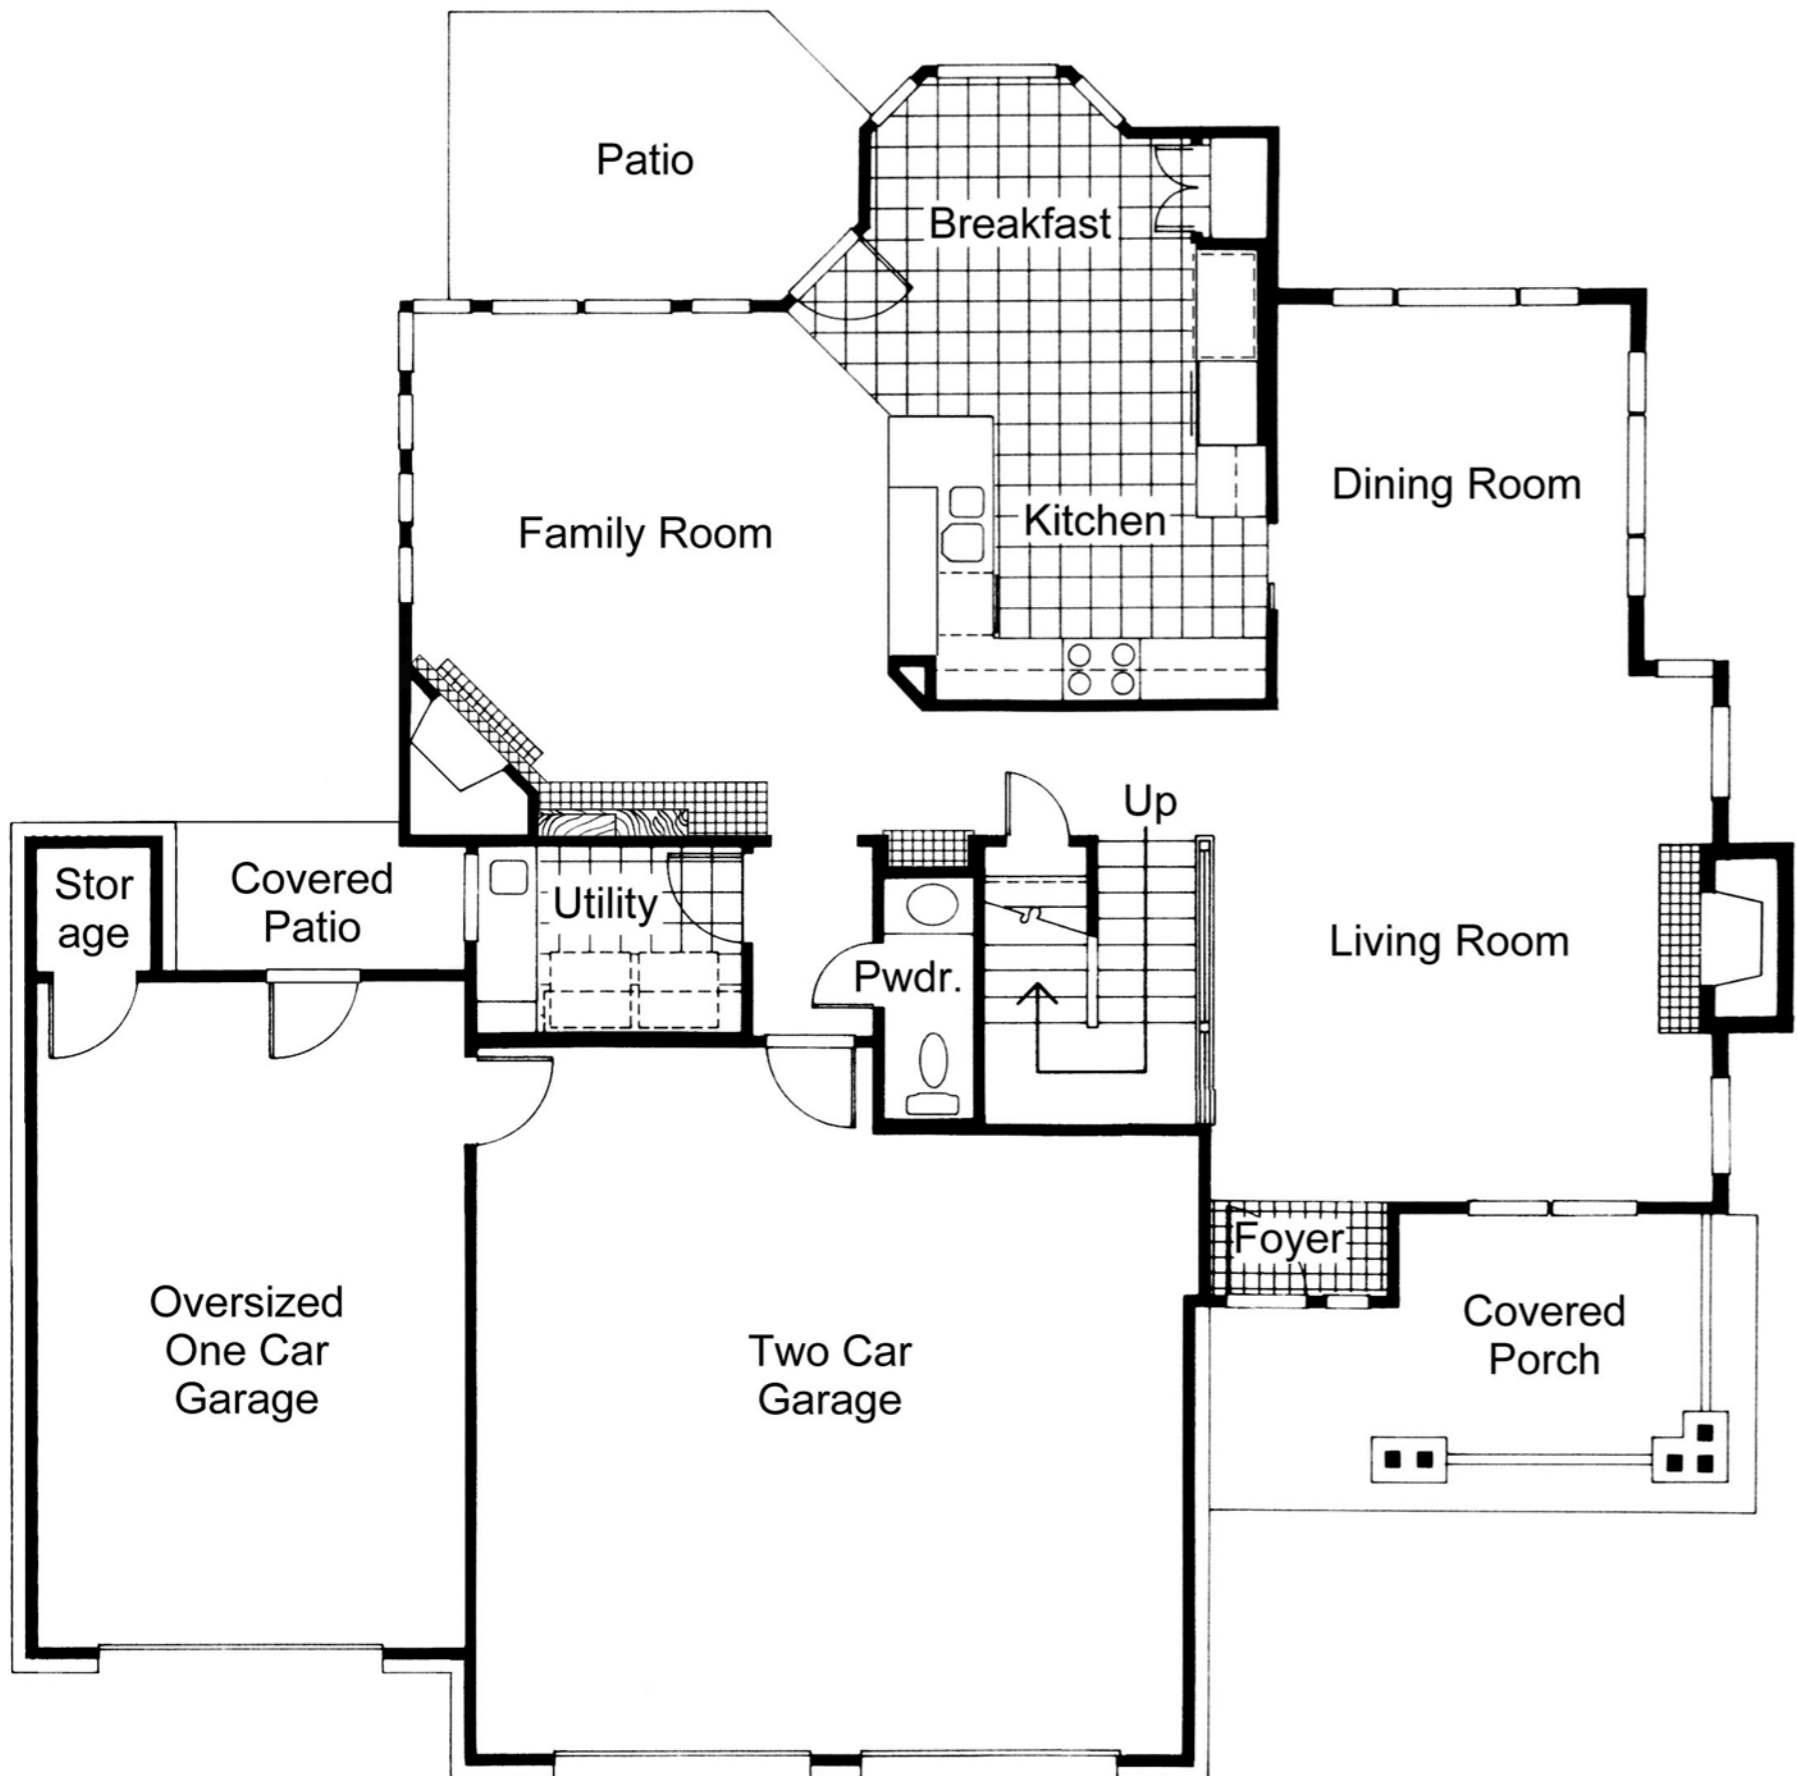 Patio
Breakfast
Dining Room
Family Room
Kitchen
Up
Stor
age
Covered
Patio
Utility
Pwdr.
Living Room
Foyer
Oversized
One Car
Garage
Two Car
Garage
Covered
Porch